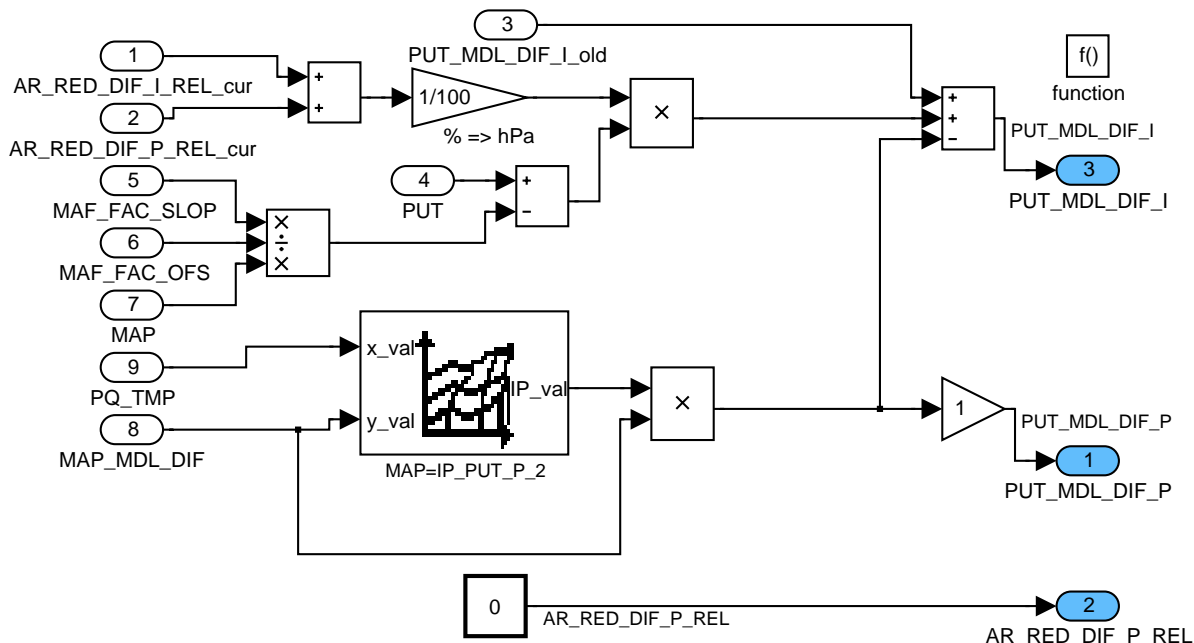 3
PUT_MDL_DIF_I_old
f()
function
1
AR_RED_DIF_I_REL_cur
+
+
1/100
% => hPa
×
+
+
−
PUT_MDL_DIF_I
2
AR_RED_DIF_P_REL_cur
3
PUT_MDL_DIF_I
5
MAF_FAC_SLOP
4
PUT
+
−
6
MAF_FAC_OFS
×
÷
×
7
MAP
9
PQ_TMP
x_val
y_val
IP_val
MAP=IP_PUT_P_2
8
MAP_MDL_DIF
×
1
PUT_MDL_DIF_P
1
PUT_MDL_DIF_P
0
AR_RED_DIF_P_REL
2
AR_RED_DIF_P_REL